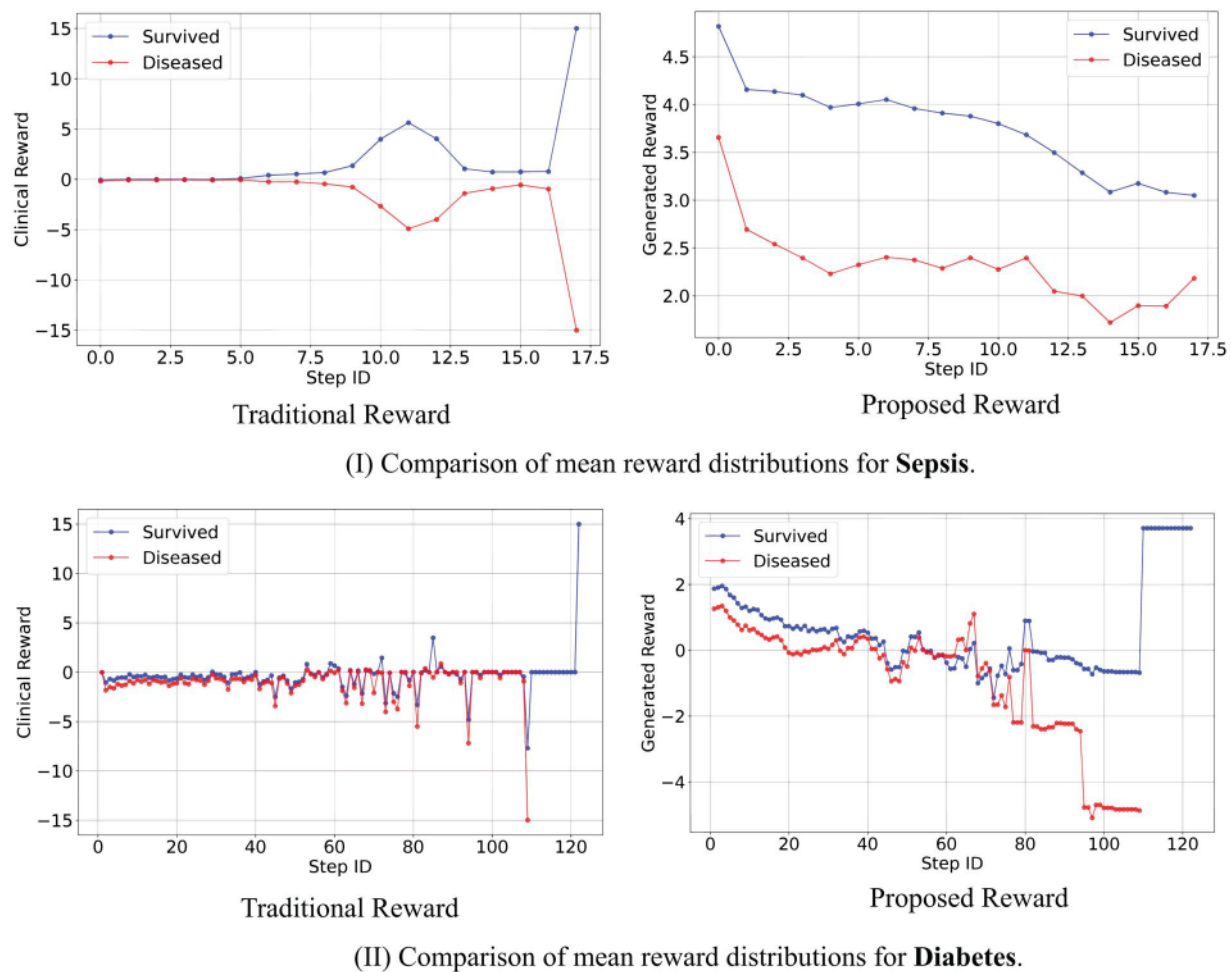 15
10
5
0
−5
−10
−15
Clinical Reward
Survived
Diseased
0.0 2.5 5.0 7.5 10.0 12.5 15.0 17.5
Step ID
Traditional Reward
4.5
4.0
3.5
3.0
2.5
2.0
Generated Reward
Survived
Diseased
0.0 2.5 5.0 7.5 10.0 12.5 15.0 17.5
Step ID
Proposed Reward
(I) Comparison of mean reward distributions for Sepsis.
15
10
5
0
−5
−10
−15
Clinical Reward
Survived
Diseased
0 20 40 60 80 100 120
Step ID
Traditional Reward
4
2
0
−2
−4
Generated Reward
Survived
Diseased
0 20 40 60 80 100 120
Step ID
Proposed Reward
(II) Comparison of mean reward distributions for Diabetes.